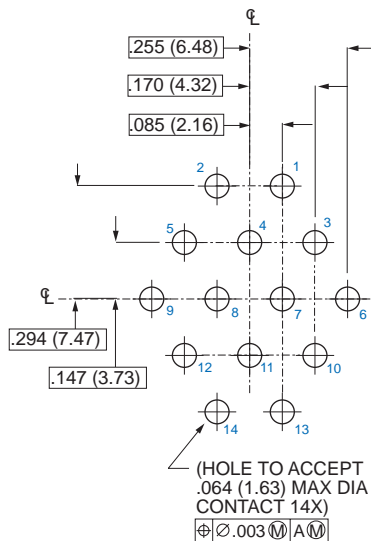 ℄
.255 (6.48)
.170 (4.32)
.085 (2.16)
2 1
5 4 3
℄ 9 8 7 6
.294 (7.47)
.147 (3.73)
12 11 10
14 13
(HOLE TO ACCEPT
.064 (1.63) MAX DIA
CONTACT 14X)
⌖ ∅.003 Ⓜ A Ⓜ